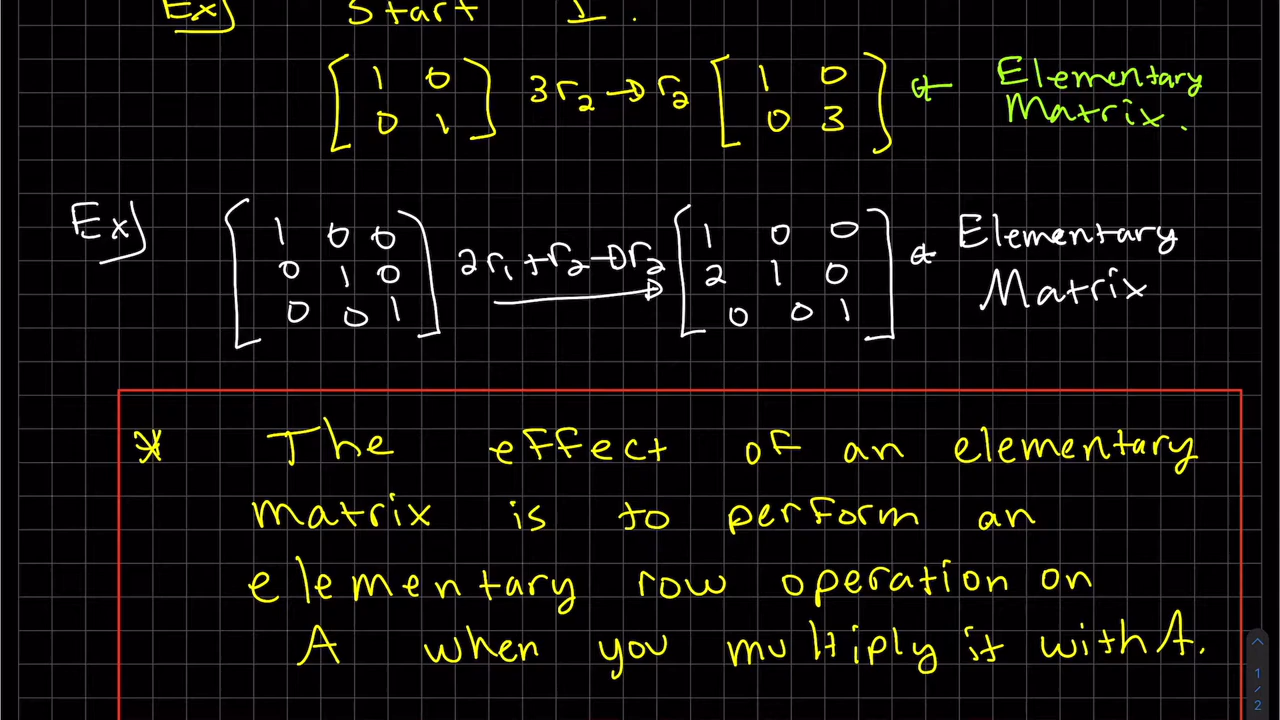 Ex] Start I.
[1 0
0 1] 3r₂→r₂ [1 0
0 3] ← Elementary
Matrix.
Ex] [1 0 0
0 1 0
0 0 1] 2r₁+r₂→r₂ [1 0 0
2 1 0
0 0 1] ← Elementary
Matrix
* The effect of an elementary
matrix is to perform an
elementary row operation on
A when you multiply it with A.
1/2